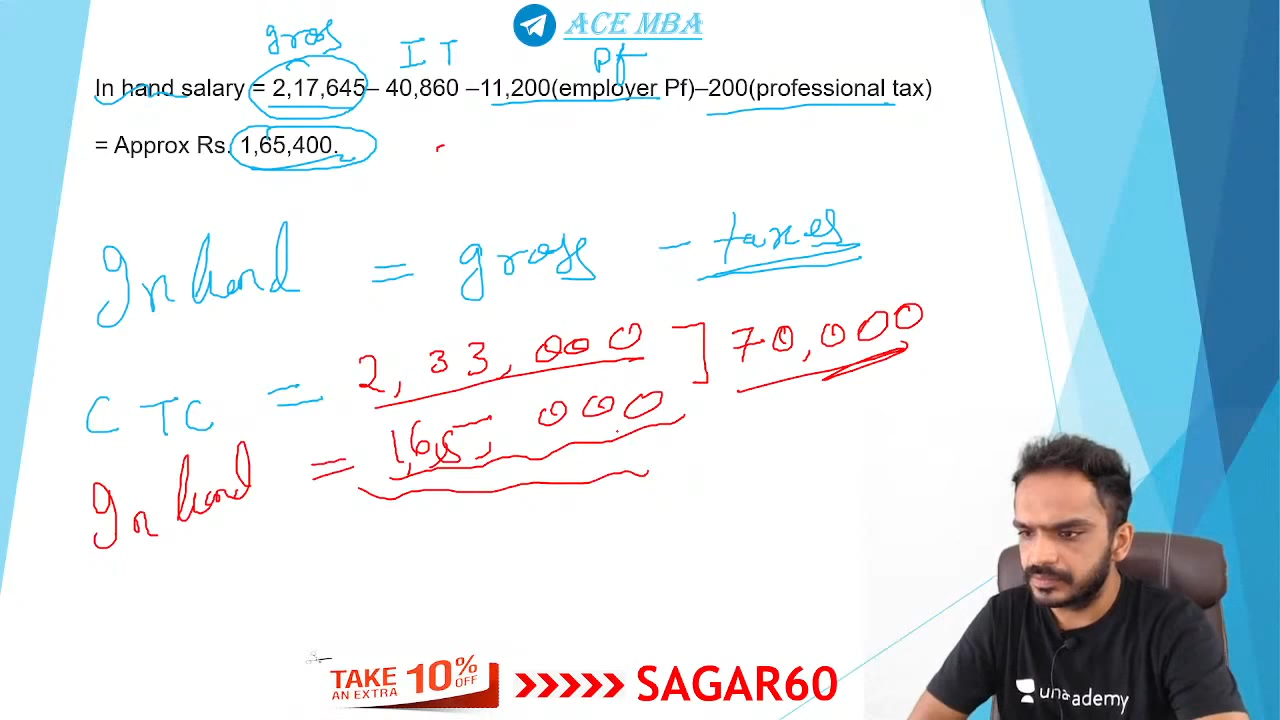 ACE MBA
gross IT Pf
In hand salary = 2,17,645– 40,860 –11,200(employer Pf)–200(professional tax)
= Approx Rs. 1,65,400.
In hand = gross – taxes
CTC = 2,33,000 ] 70,000
In hand = 1,65,000
TAKE 10% OFF
AN EXTRA
>>>>> SAGAR60
unacademy